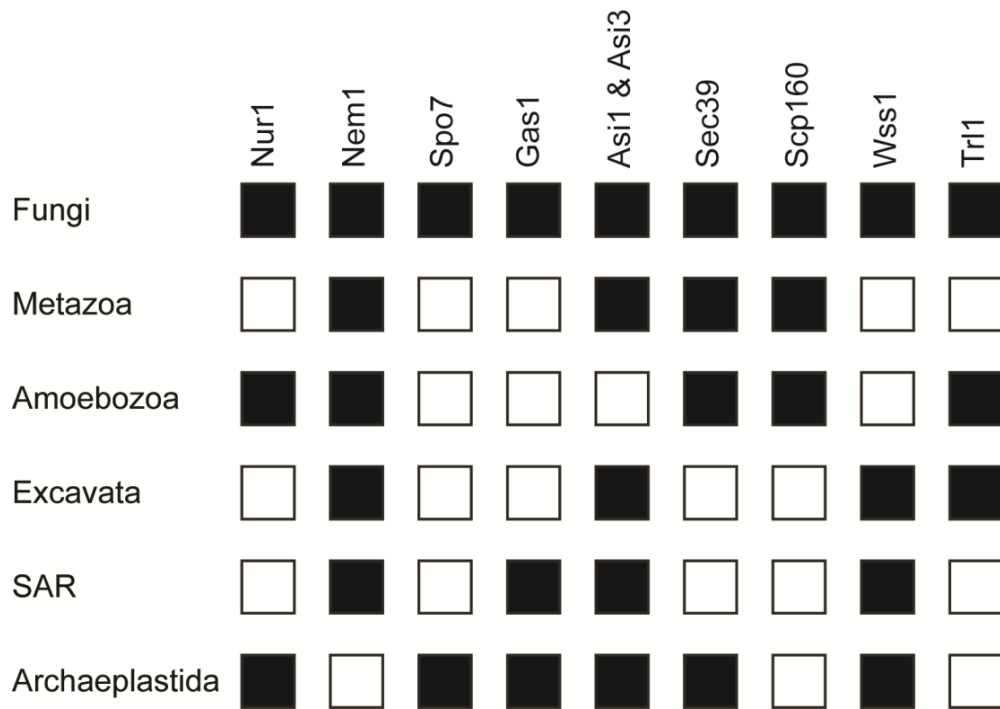 Nur1
Nem1
Spo7
Gas1
Asi1 & Asi3
Sec39
Scp160
Wss1
Trl1
Fungi
Metazoa
Amoebozoa
Excavata
SAR
Archaeplastida